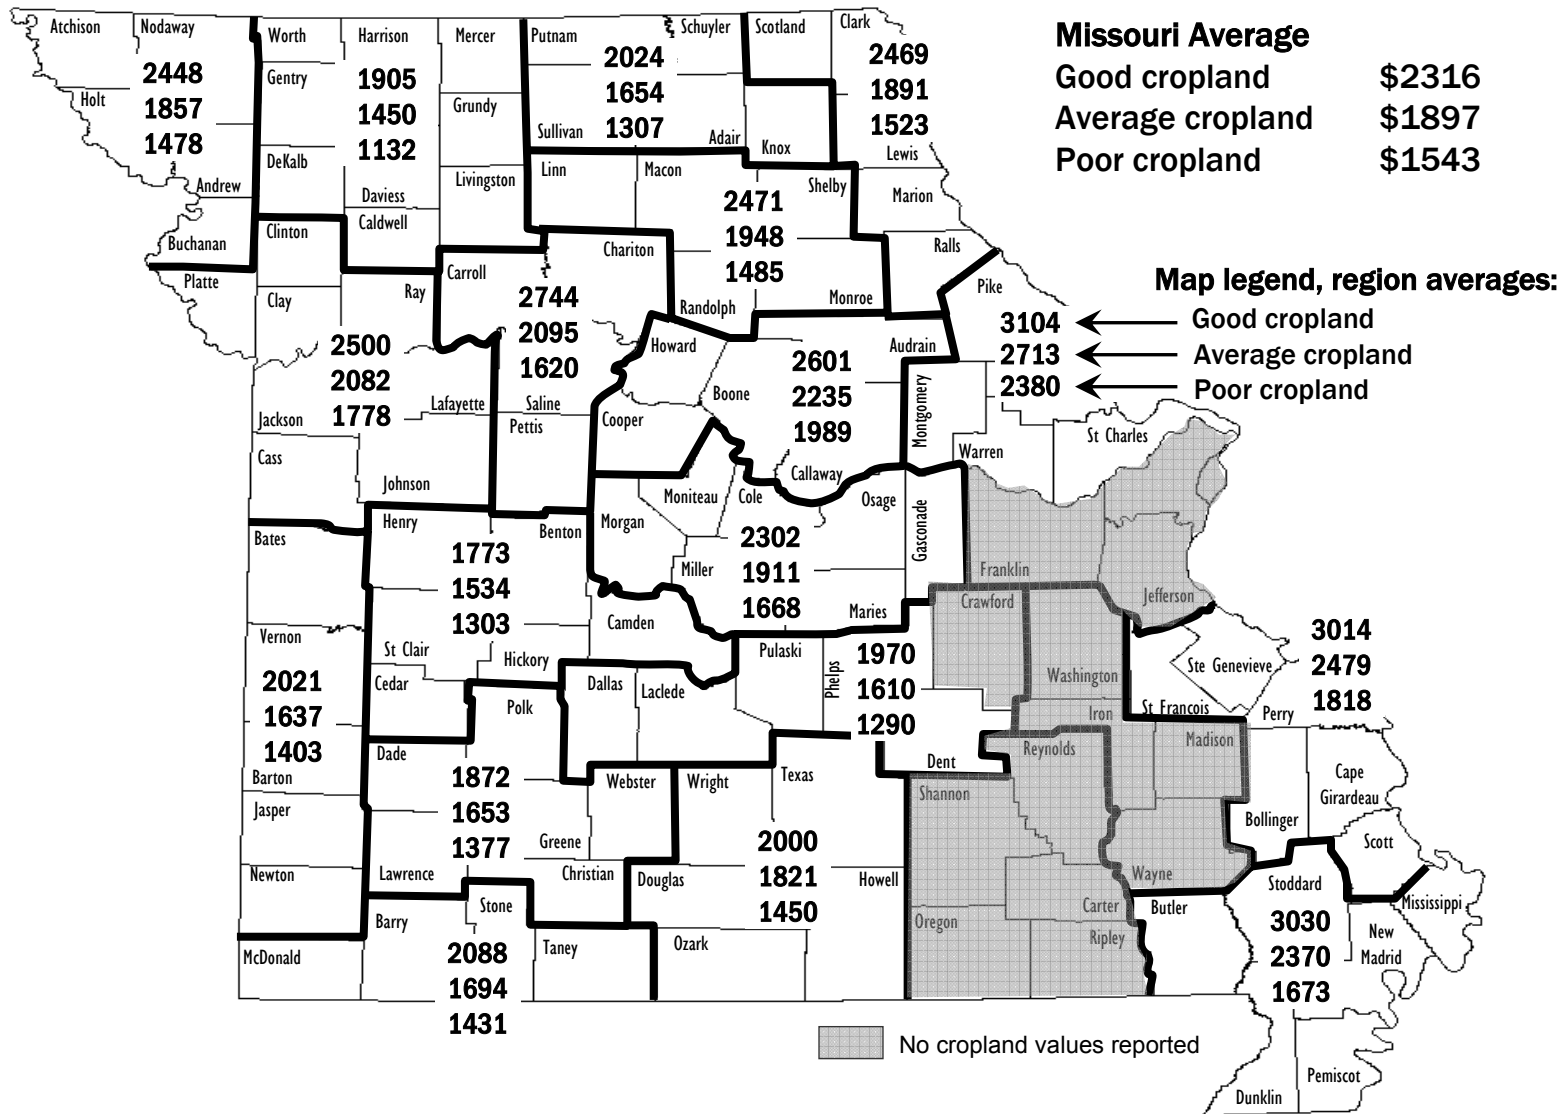 Missouri Average
Good cropland $2316
Average cropland $1897
Poor cropland $1543
Map legend, region averages:
Good cropland
Average cropland
Poor cropland
Atchison
Nodaway
Holt
Andrew
Buchanan
2448
1857
1478
Worth
Harrison
Mercer
Gentry
Grundy
DeKalb
Daviess
Livingston
Caldwell
1905
1450
1132
Putnam
Schuyler
Sullivan
Adair
Scotland
Knox
2024
1654
1307
Clark
Lewis
Marion
Ralls
2469
1891
1523
Linn
Macon
Shelby
Randolph
Monroe
2471
1948
1485
Pike
Montgomery
Warren
St Charles
3104
2713
2380
Clinton
Platte
Clay
Ray
Jackson
Lafayette
Cass
Johnson
2500
2082
1778
Carroll
Chariton
Saline
Pettis
2744
2095
1620
Howard
Boone
Cooper
Audrain
Callaway
2601
2235
1989
Moniteau
Cole
Osage
Gasconade
Morgan
Miller
Maries
2302
1911
1668
Franklin
Jefferson
Henry
Benton
St Clair
Hickory
Camden
Cedar
1773
1534
1303
Bates
Vernon
Barton
Jasper
Newton
2021
1637
1403
Polk
Dade
Greene
Webster
Lawrence
Christian
1872
1653
1377
Dallas
Laclede
Pulaski
Phelps
Dent
Crawford
1970
1610
1290
Washington
Iron
Madison
Wayne
Reynolds
Shannon
Carter
Oregon
Ripley
Ste Genevieve
St Francois
Perry
Cape
Girardeau
Bollinger
3014
2479
1818
Wright
Texas
Douglas
Howell
Ozark
2000
1821
1450
McDonald
Barry
Stone
Taney
2088
1694
1431
Scott
Stoddard
Mississippi
Butler
New
Madrid
Dunklin
Pemiscot
3030
2370
1673
No cropland values reported